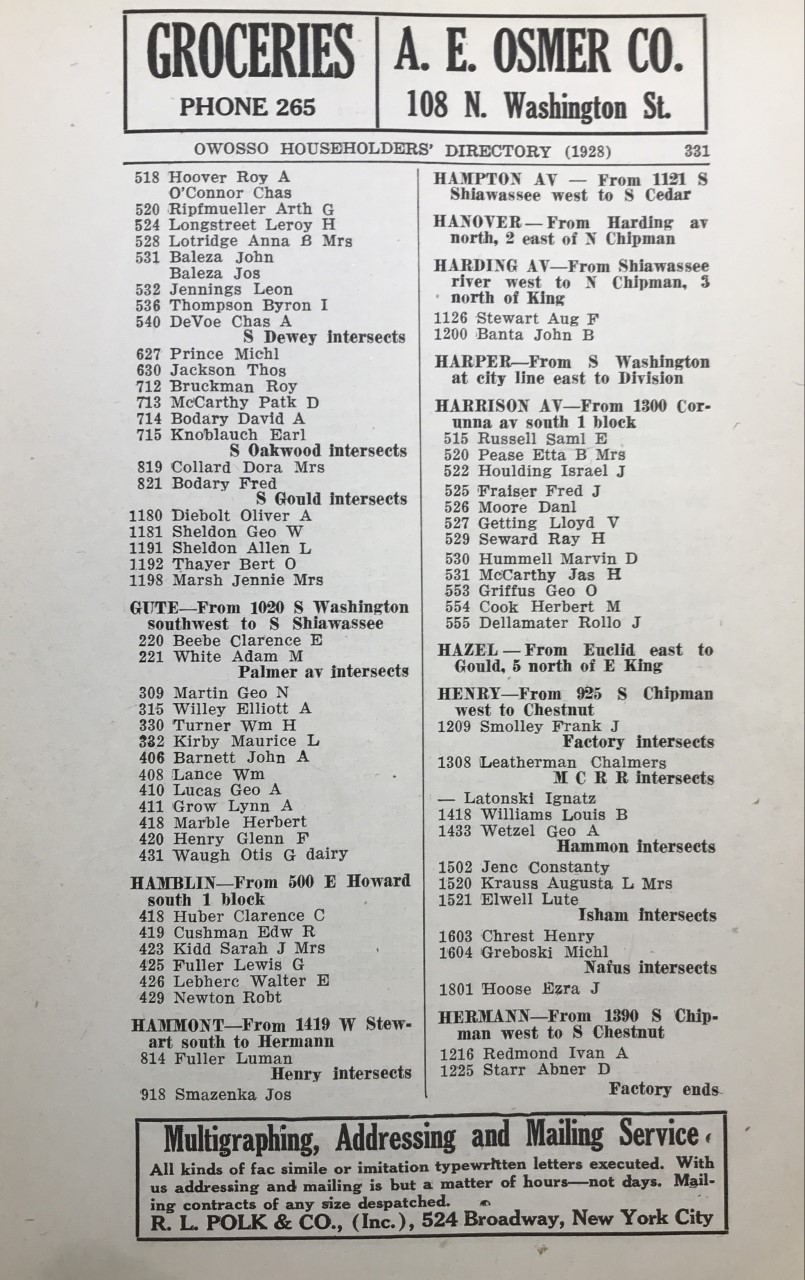 GROCERIES
PHONE 265
A. E. OSMER CO.
108 N. Washington St.
OWOSSO HOUSEHOLDERS' DIRECTORY (1928) 331
518 Hoover Roy A
O'Connor Chas
520 Ripfmueller Arth G
524 Longstreet Leroy H
528 Lotridge Anna B Mrs
531 Baleza John
Baleza Jos
532 Jennings Leon
536 Thompson Byron I
540 DeVoe Chas A
S Dewey intersects
627 Prince Michl
630 Jackson Thos
712 Bruckman Roy
713 McCarthy Patk D
714 Bodary David A
715 Knoblauch Earl
S Oakwood intersects
819 Collard Dora Mrs
821 Bodary Fred
S Gould intersects
1180 Diebolt Oliver A
1181 Sheldon Geo W
1191 Sheldon Allen L
1192 Thayer Bert O
1198 Marsh Jennie Mrs
GUTE—From 1020 S Washington
southwest to S Shiawassee
220 Beebe Clarence E
221 White Adam M
Palmer av intersects
309 Martin Geo N
315 Willey Elliott A
330 Turner Wm H
332 Kirby Maurice L
406 Barnett John A
408 Lance Wm
410 Lucas Geo A
411 Grow Lynn A
418 Marble Herbert
420 Henry Glenn F
431 Waugh Otis G dairy
HAMBLIN—From 500 E Howard
south 1 block
418 Huber Clarence C
419 Cushman Edw R
423 Kidd Sarah J Mrs
425 Fuller Lewis G
426 Lebherc Walter E
429 Newton Robt
HAMMONT—From 1419 W Stew-
art south to Hermann
814 Fuller Luman
Henry intersects
918 Smazenka Jos
HAMPTON AV — From 1121 S
Shiawassee west to S Cedar
HANOVER—From Harding av
north, 2 east of N Chipman
HARDING AV—From Shiawassee
river west to N Chipman, 3
north of King
1126 Stewart Aug F
1200 Banta John B
HARPER—From S Washington
at city line east to Division
HARRISON AV—From 1300 Cor-
unna av south 1 block
515 Russell Saml E
520 Pease Etta B Mrs
522 Houlding Israel J
525 Fraiser Fred J
526 Moore Danl
527 Getting Lloyd V
529 Seward Ray H
530 Hummell Marvin D
531 McCarthy Jas H
553 Griffus Geo O
554 Cook Herbert M
555 Dellamater Rollo J
HAZEL—From Euclid east to
Gould, 5 north of E King
HENRY—From 925 S Chipman
west to Chestnut
1209 Smolley Frank J
Factory intersects
1308 Leatherman Chalmers
M C R R intersects
— Latonski Ignatz
1418 Williams Louis B
1433 Wetzel Geo A
Hammon intersects
1502 Jenc Constanty
1520 Krauss Augusta L Mrs
1521 Elwell Lute
Isham intersects
1603 Chrest Henry
1604 Greboski Michl
Nafus intersects
1801 Hoose Ezra J
HERMANN—From 1390 S Chip-
man west to S Chestnut
1216 Redmond Ivan A
1225 Starr Abner D
Factory ends
Multigraphing, Addressing and Mailing Service
All kinds of fac simile or imitation typewritten letters executed. With
us addressing and mailing is but a matter of hours—not days. Mail-
ing contracts of any size despatched.
R. L. POLK & CO., (Inc.), 524 Broadway, New York City